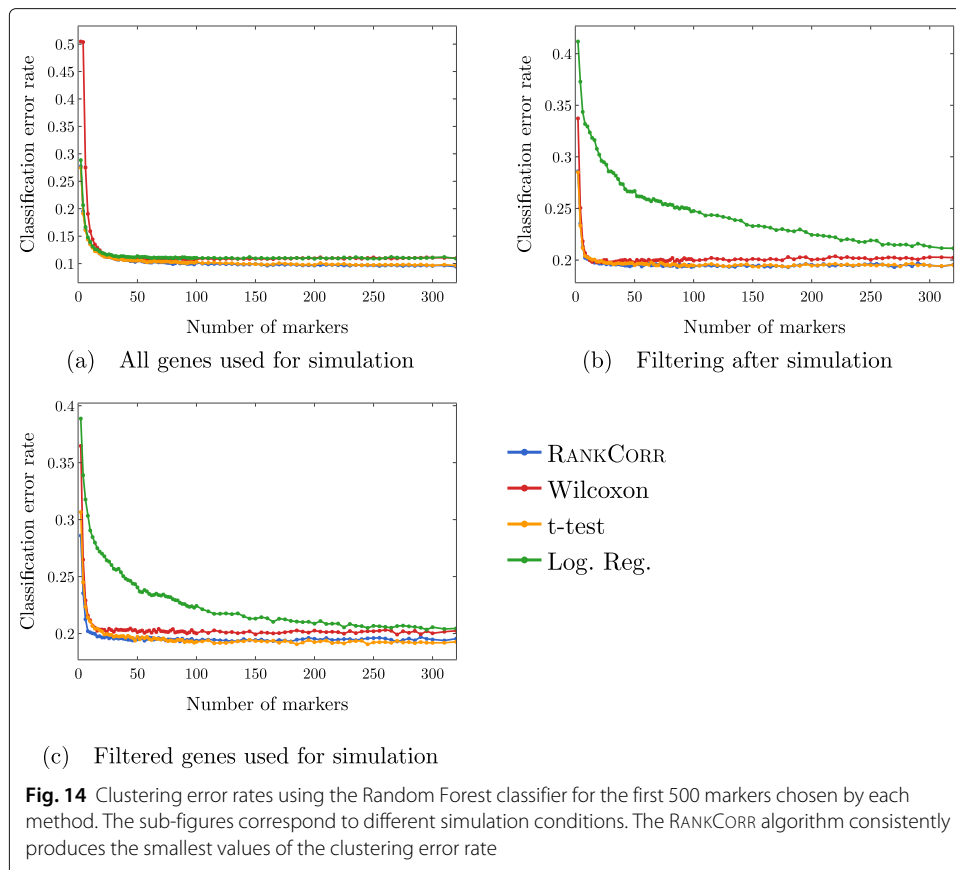 Classification error rate
0.5
0.45
0.4
0.35
0.3
0.25
0.2
0.15
0.1
0 50 100 150 200 250 300
Number of markers
(a) All genes used for simulation
Classification error rate
0.4
0.35
0.3
0.25
0.2
0 50 100 150 200 250 300
Number of markers
(b) Filtering after simulation
Classification error rate
0.4
0.35
0.3
0.25
0.2
0 50 100 150 200 250 300
Number of markers
(c) Filtered genes used for simulation
RANKCORR
Wilcoxon
t-test
Log. Reg.
Fig. 14 Clustering error rates using the Random Forest classifier for the first 500 markers chosen by each
method. The sub-figures correspond to different simulation conditions. The RANKCORR algorithm consistently
produces the smallest values of the clustering error rate